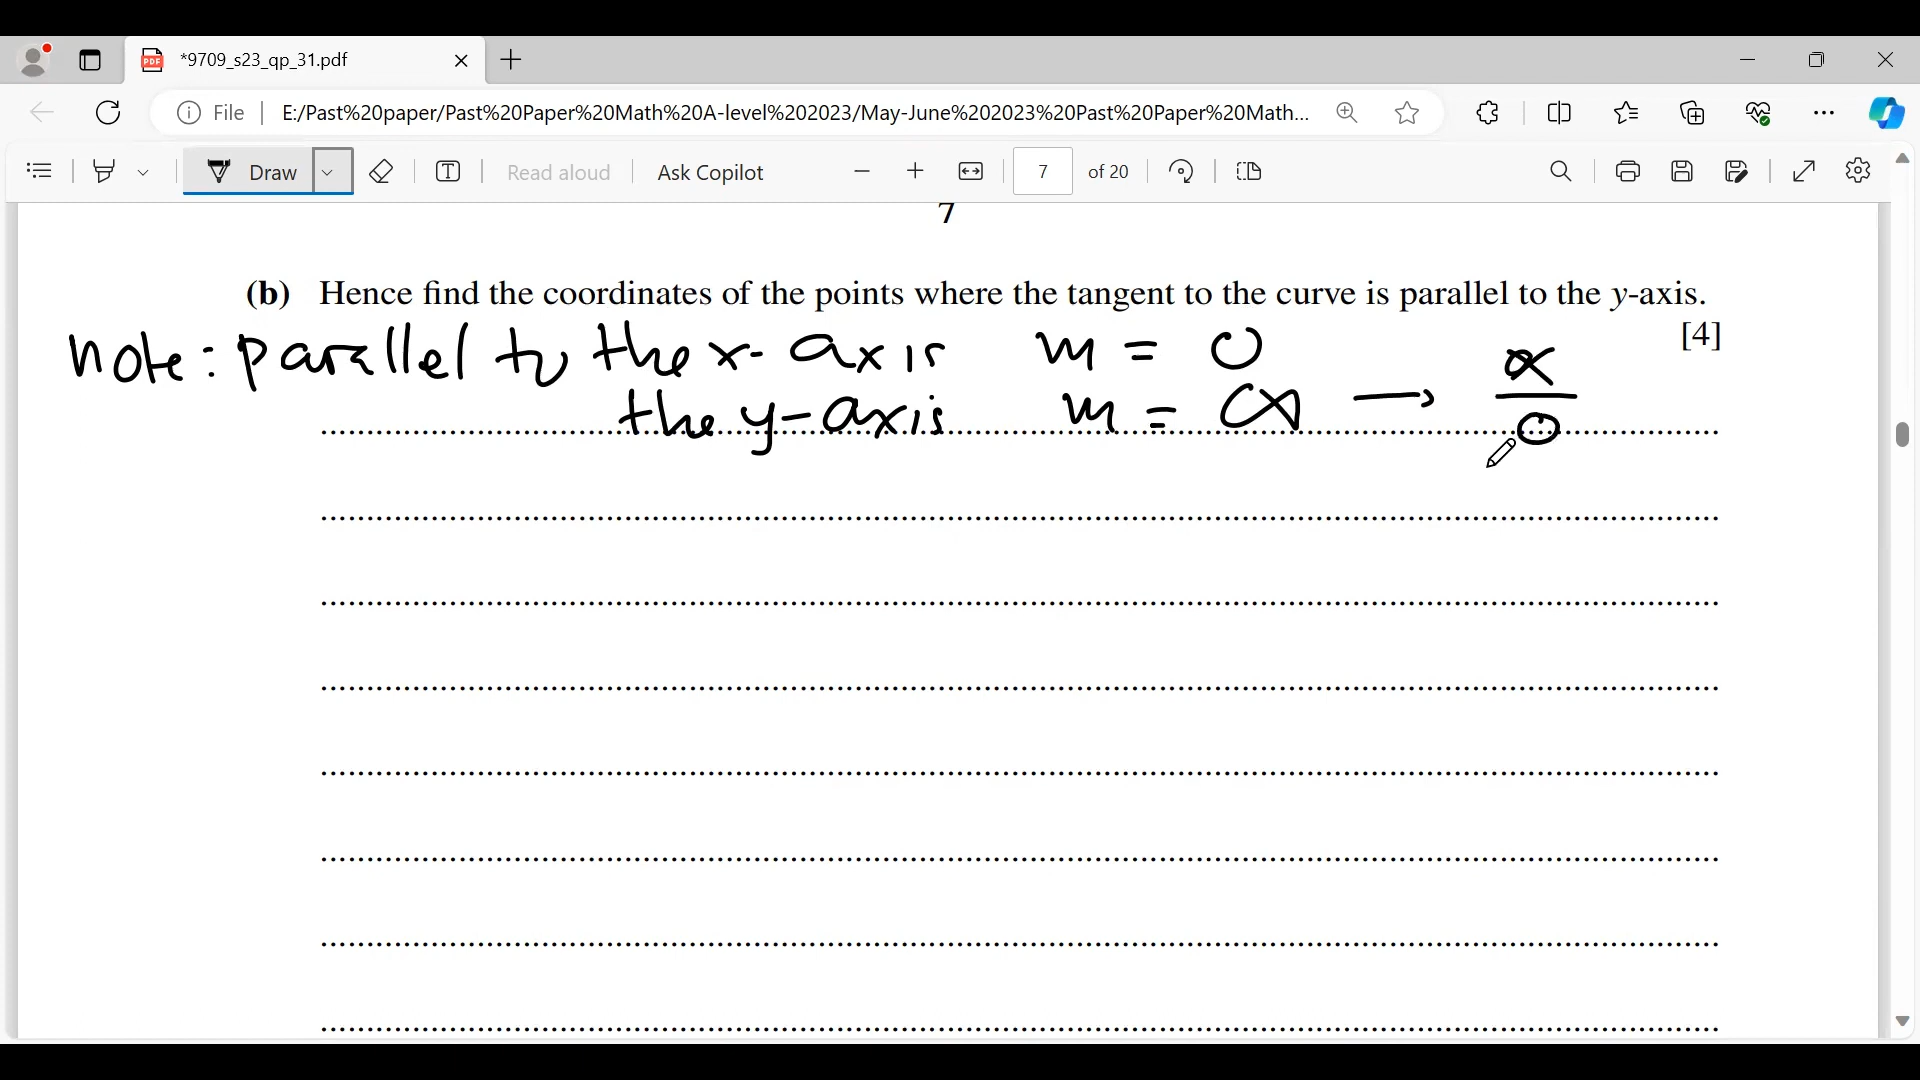 *9709_s23_qp_31.pdf
File
E:/Past%20paper/Past%20Paper%20Math%20A-level%202023/May-June%202023%20Past%20Paper%20Math...
Draw
T
Read aloud
Ask Copilot
7
of 20
7
(b) Hence find the coordinates of the points where the tangent to the curve is parallel to the y-axis.
[4]
note: parallel to the x-axis m = 0
the y-axis m = ∝ → ∝/0